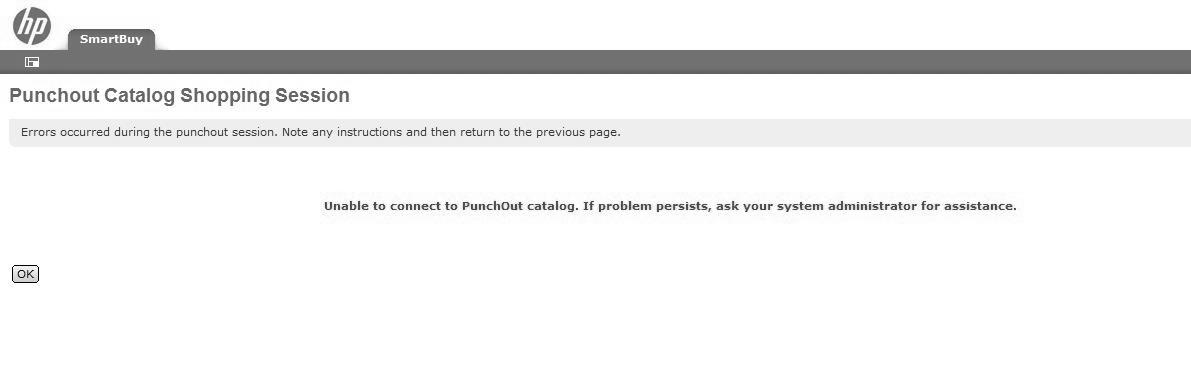 hp
SmartBuy
Punchout Catalog Shopping Session
Errors occurred during the punchout session. Note any instructions and then return to the previous page.
Unable to connect to PunchOut catalog. If problem persists, ask your system administrator for assistance.
OK